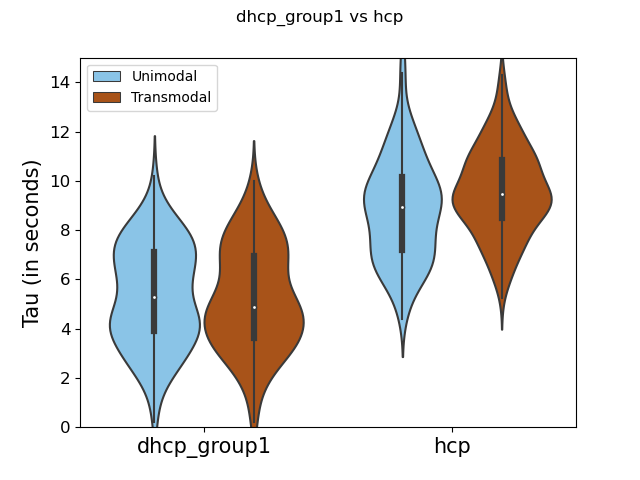 dhcp_group1 vs hcp
Unimodal
Transmodal
Tau (in seconds)
14
12
10
8
6
4
2
0
dhcp_group1
hcp